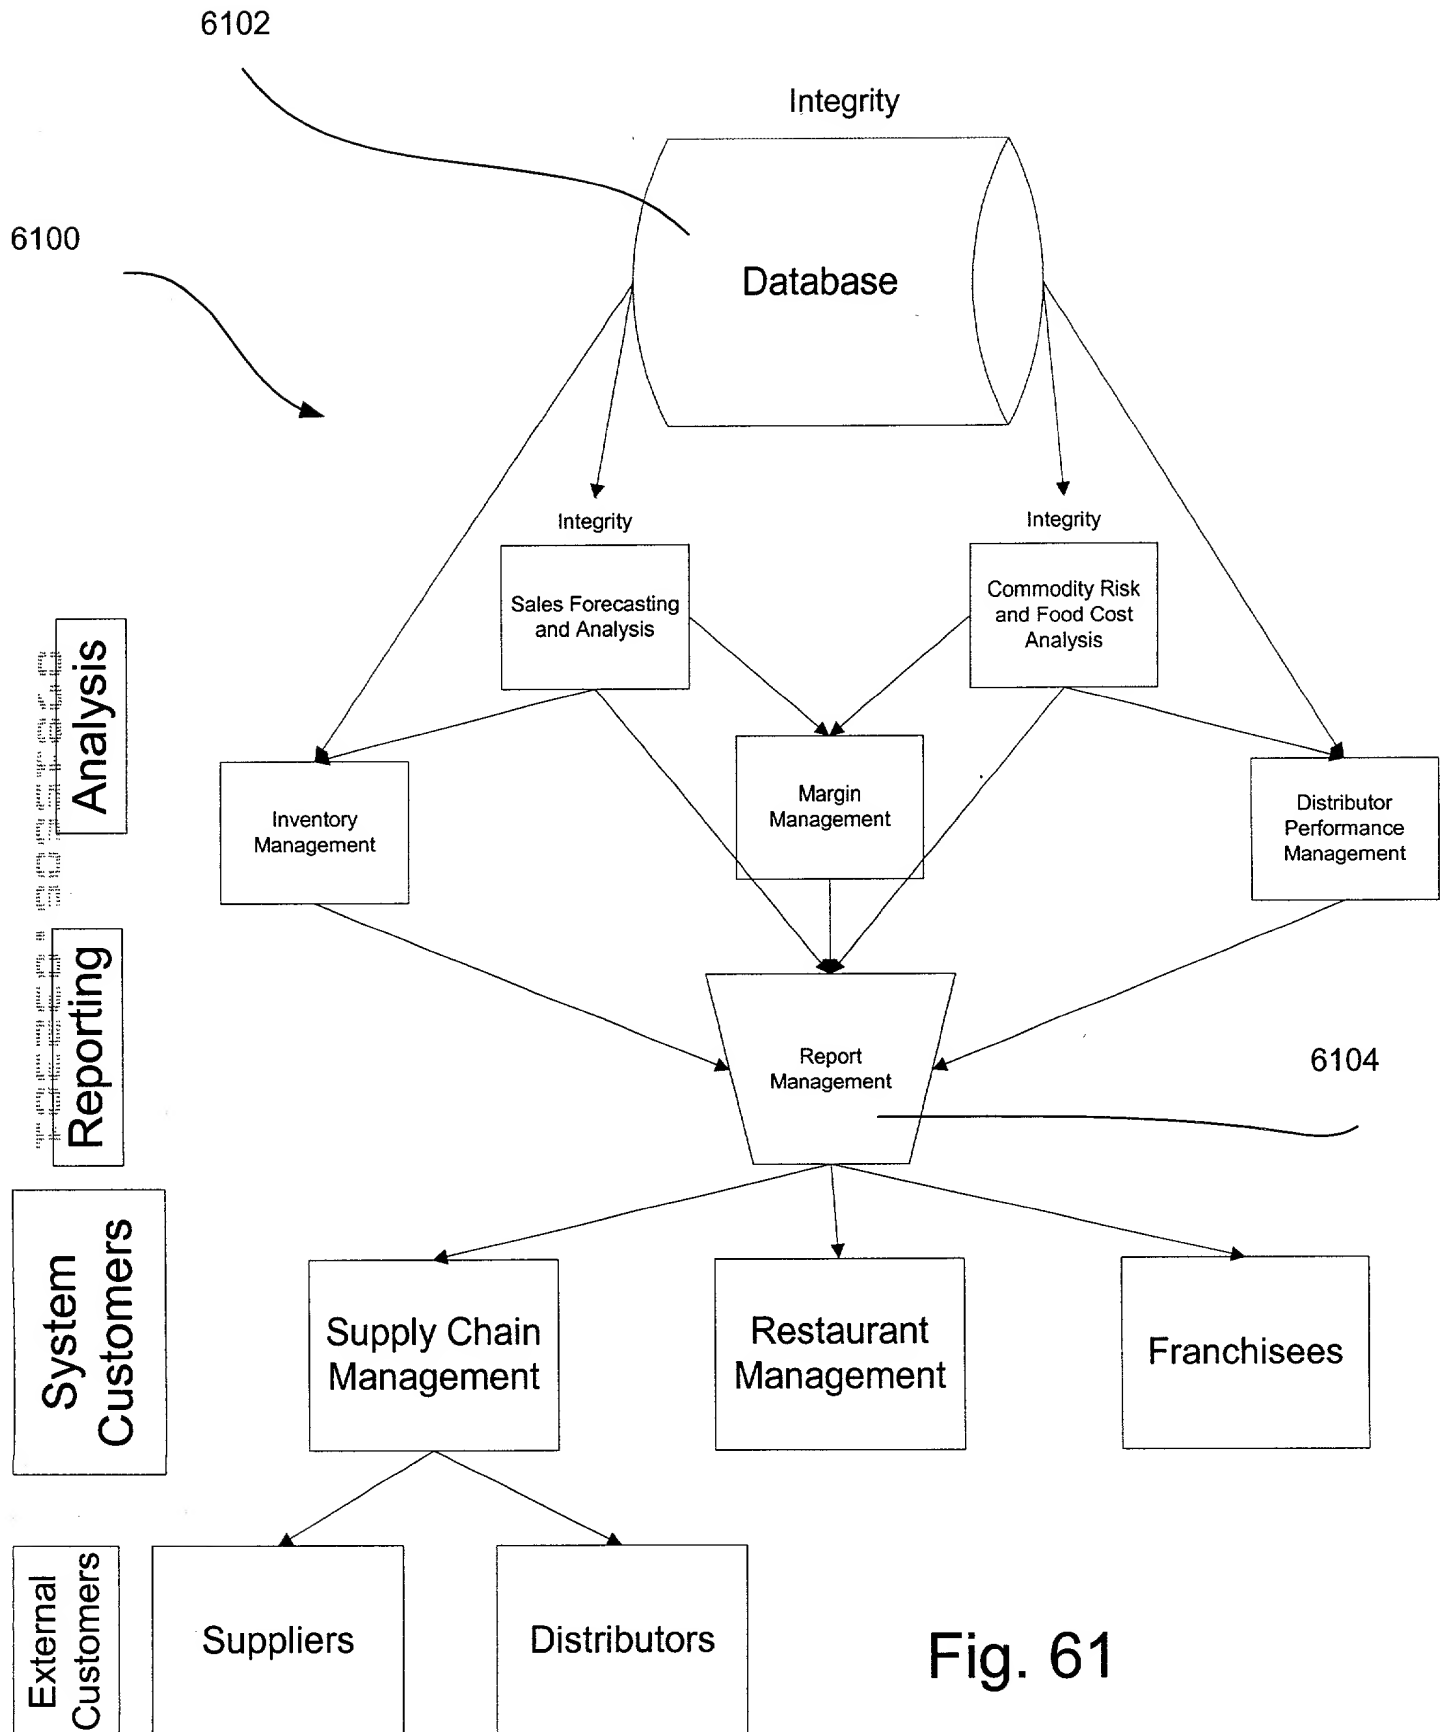 6102
Integrity
6100
Database
Integrity
Integrity
Sales Forecasting
and Analysis
Commodity Risk
and Food Cost
Analysis
Analysis
Inventory
Management
Margin
Management
Distributor
Performance
Management
Reporting
Report
Management
6104
System
Customers
Supply Chain
Management
Restaurant
Management
Franchisees
External
Customers
Suppliers
Distributors
Fig. 61